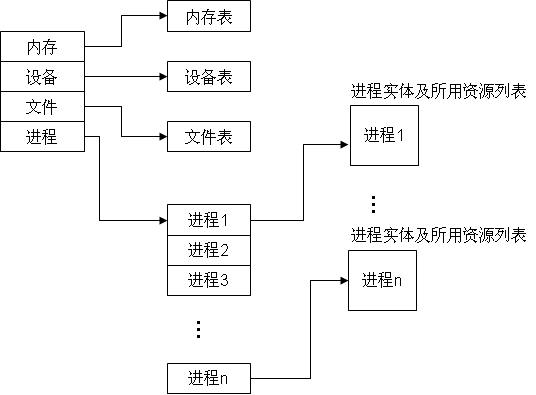 内存
设备
文件
进程
内存表
设备表
文件表
进程1
进程2
进程3
⋮
进程n
进程实体及所用资源列表
进程1
⋮
进程实体及所用资源列表
进程n